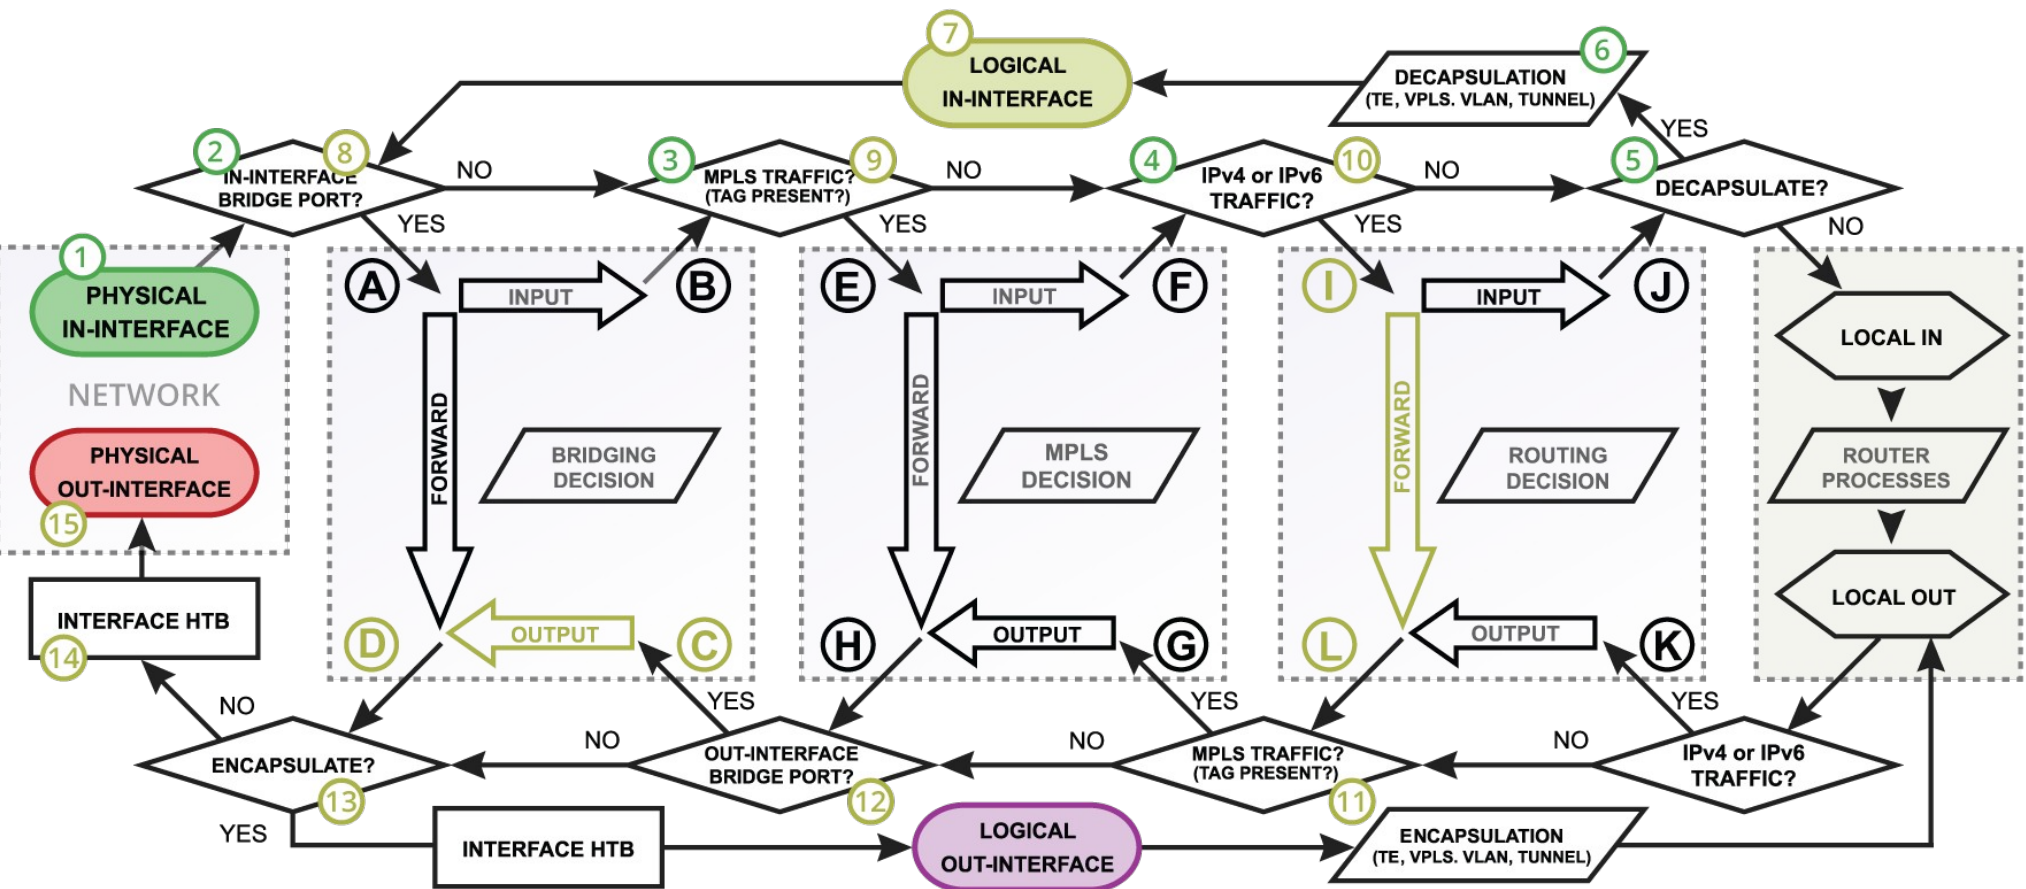 7
LOGICAL
IN-INTERFACE
6
DECAPSULATION
(TE, VPLS. VLAN, TUNNEL)
YES
2
8
IN-INTERFACE
BRIDGE PORT?
NO
YES
3
9
MPLS TRAFFIC?
(TAG PRESENT?)
NO
YES
4
10
IPv4 or IPv6
TRAFFIC?
NO
YES
5
DECAPSULATE?
NO
1
PHYSICAL
IN-INTERFACE
NETWORK
PHYSICAL
OUT-INTERFACE
15
INTERFACE HTB
14
A
INPUT
B
FORWARD
BRIDGING
DECISION
D
OUTPUT
C
E
INPUT
F
FORWARD
MPLS
DECISION
H
OUTPUT
G
I
INPUT
J
FORWARD
ROUTING
DECISION
L
OUTPUT
K
LOCAL IN
ROUTER
PROCESSES
LOCAL OUT
NO
ENCAPSULATE?
13
YES
NO
YES
OUT-INTERFACE
BRIDGE PORT?
12
NO
YES
MPLS TRAFFIC?
(TAG PRESENT?)
11
NO
YES
IPv4 or IPv6
TRAFFIC?
INTERFACE HTB
LOGICAL
OUT-INTERFACE
ENCAPSULATION
(TE, VPLS. VLAN, TUNNEL)